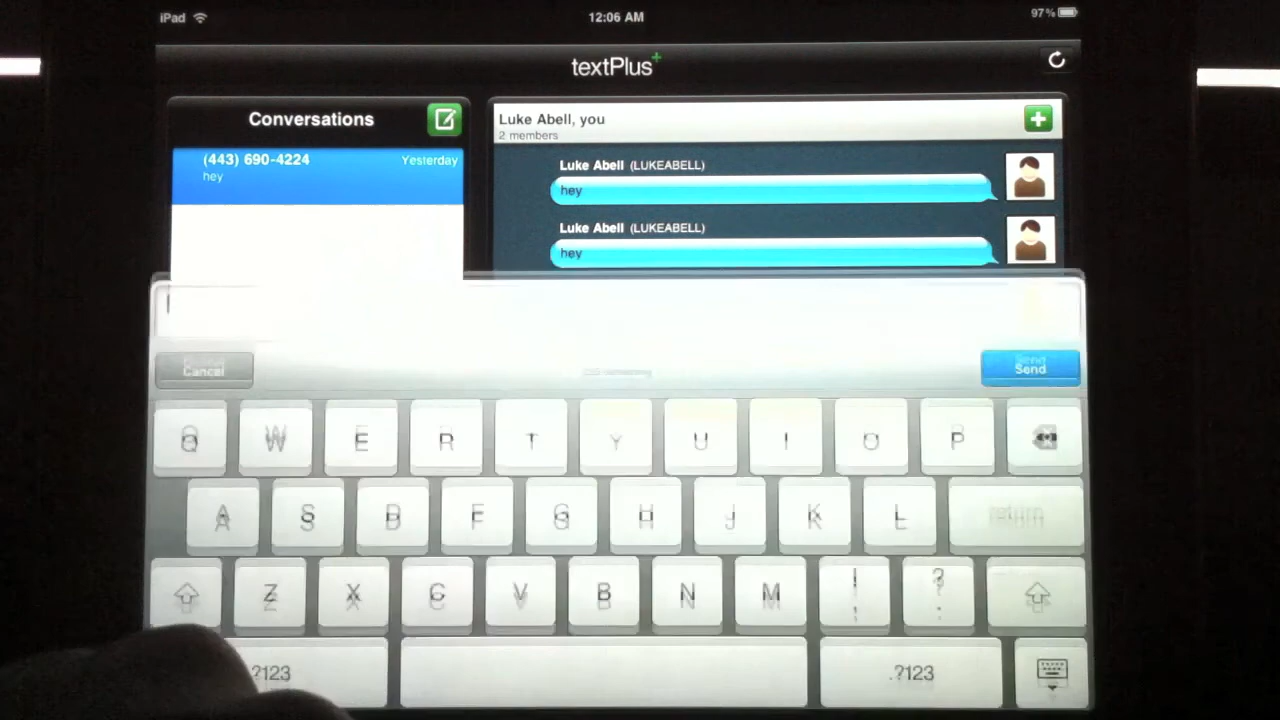 iPad
12:06 AM
97%
textPlus+
Conversations
Luke Abell, you
2 members
(443) 690-4224
Yesterday
hey
Luke Abell (LUKEABELL)
hey
Luke Abell (LUKEABELL)
hey
Cancel
Send
Q W E R T Y U I O P
A S D F G H J K L return
Z X C V B N M ! , ? .
.?123
.?123